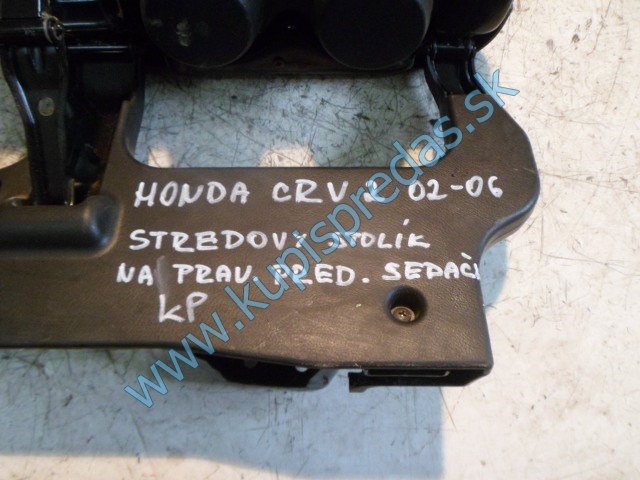 HONDA CRV 2 02-06
STREDOVÝ STOLÍK
NA PRAV. PRED. SEDAČ
KP
www.kupispredas.sk